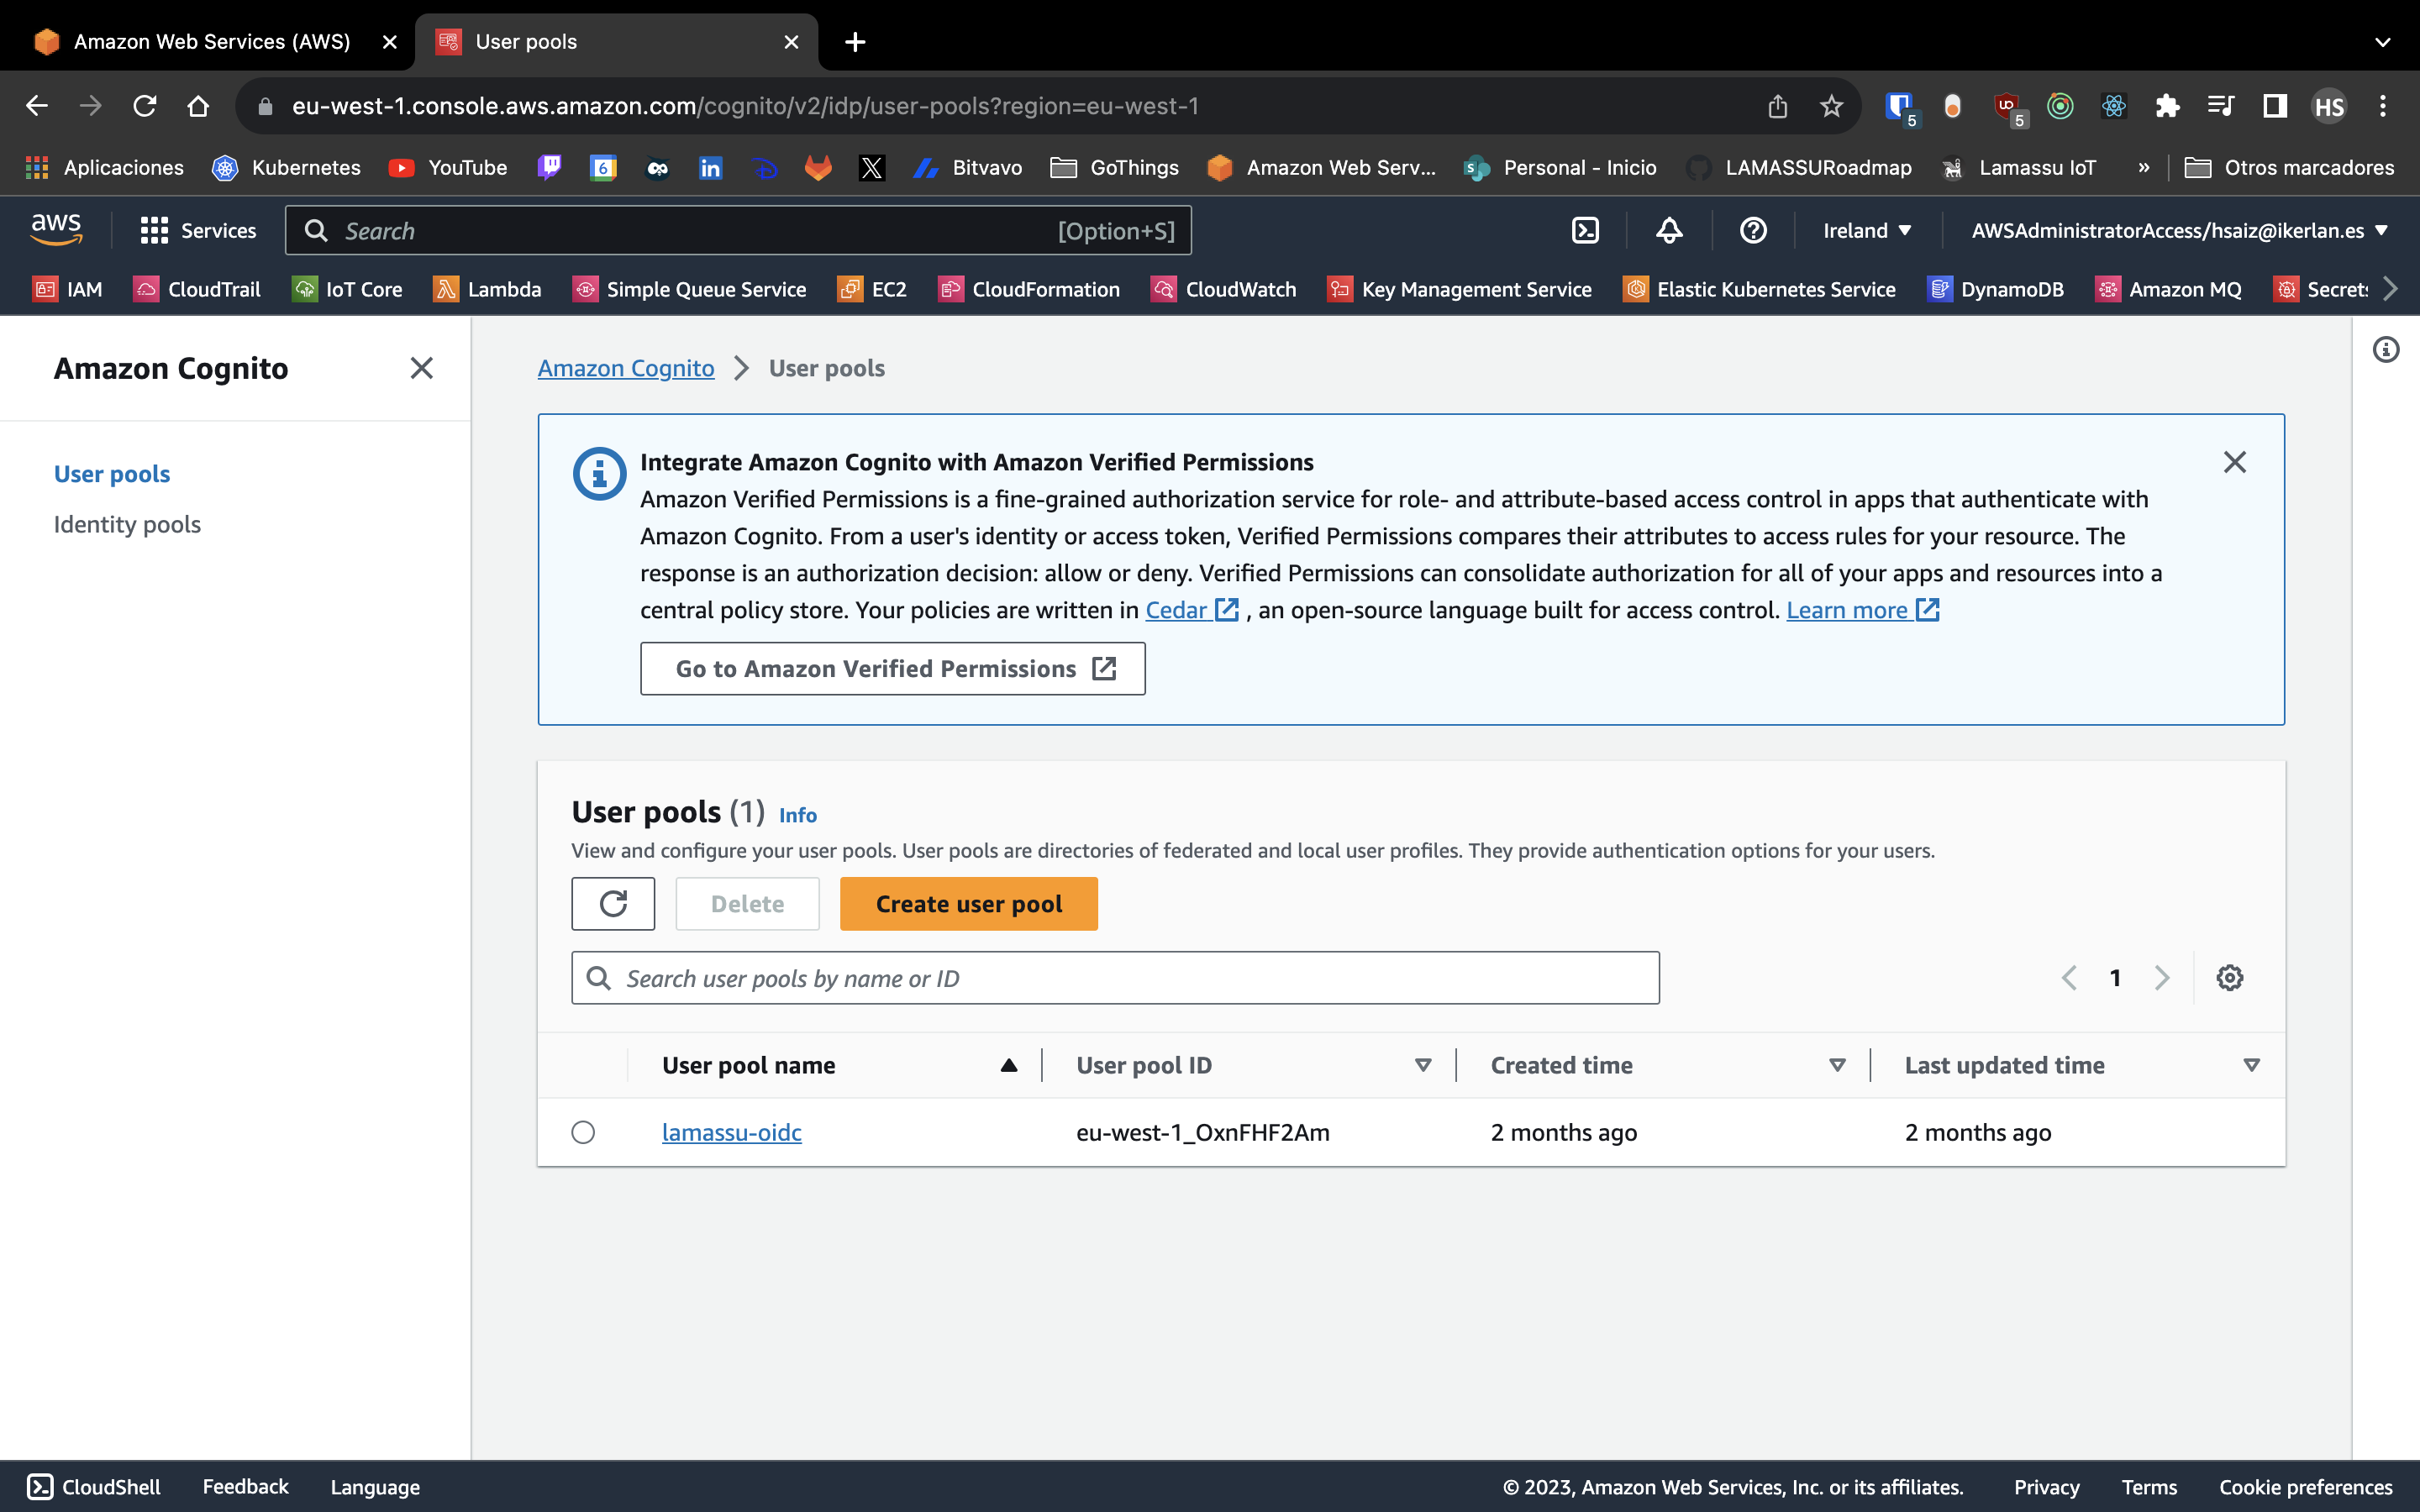 Amazon Web Services (AWS)
User pools
eu-west-1.console.aws.amazon.com/cognito/v2/idp/user-pools?region=eu-west-1
5
5
HS
Aplicaciones
Kubernetes
YouTube
6
Bitvavo
GoThings
Amazon Web Serv...
Personal - Inicio
LAMASSURoadmap
Lamassu IoT
»
Otros marcadores
aws
Services
Search
[Option+S]
Ireland
AWSAdministratorAccess/hsaiz@ikerlan.es
IAM
CloudTrail
IoT Core
Lambda
Simple Queue Service
EC2
CloudFormation
CloudWatch
Key Management Service
Elastic Kubernetes Service
DynamoDB
Amazon MQ
Secrets
Amazon Cognito
User pools
Identity pools
Amazon Cognito
User pools
Integrate Amazon Cognito with Amazon Verified Permissions
Amazon Verified Permissions is a fine-grained authorization service for role- and attribute-based access control in apps that authenticate with
Amazon Cognito. From a user's identity or access token, Verified Permissions compares their attributes to access rules for your resource. The
response is an authorization decision: allow or deny. Verified Permissions can consolidate authorization for all of your apps and resources into a
central policy store. Your policies are written in Cedar , an open-source language built for access control. Learn more
Go to Amazon Verified Permissions
User pools (1) Info
View and configure your user pools. User pools are directories of federated and local user profiles. They provide authentication options for your users.
Delete
Create user pool
Search user pools by name or ID
1
User pool name
User pool ID
Created time
Last updated time
lamassu-oidc
eu-west-1_OxnFHF2Am
2 months ago
2 months ago
CloudShell
Feedback
Language
© 2023, Amazon Web Services, Inc. or its affiliates.
Privacy
Terms
Cookie preferences